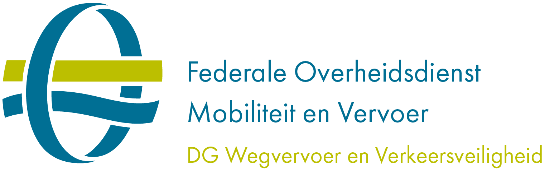 Federale Overheidsdienst
Mobiliteit en Vervoer
DG Wegvervoer en Verkeersveiligheid